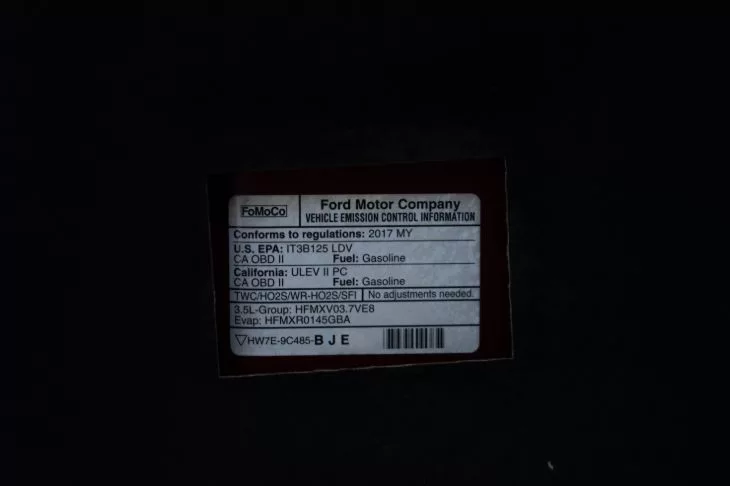 FoMoCo
Ford Motor Company
VEHICLE EMISSION CONTROL INFORMATION
Conforms to regulations: 2017 MY
U.S. EPA: IT3B125 LDV
CA OBD II Fuel: Gasoline
California: ULEV II PC
CA OBD II Fuel: Gasoline
TWC/HO2S/WR-HO2S/SFI No adjustments needed.
3.5L-Group: HFMXV03.7VE8
Evap: HFMXR0145GBA
HW7E-9C485-B J E